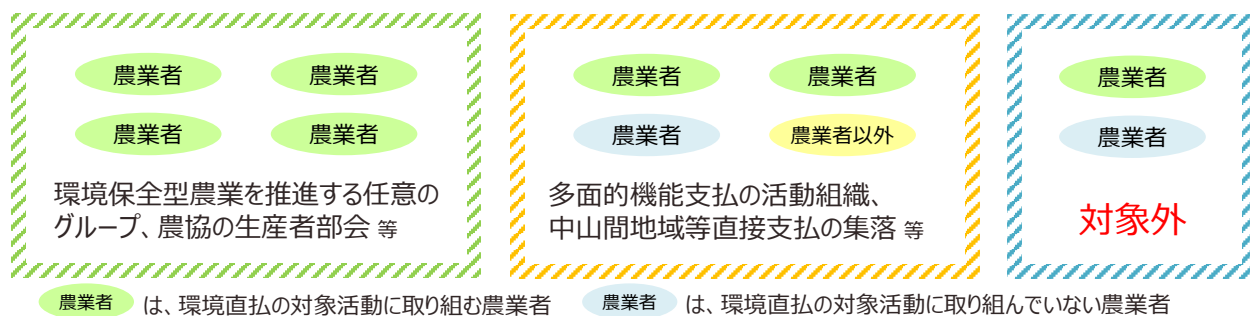 農業者 農業者
農業者 農業者
環境保全型農業を推進する任意の
グループ、農協の生産者部会 等
農業者 農業者
農業者 農業者以外
多面的機能支払の活動組織、
中山間地域等直接支払の集落 等
農業者
農業者
対象外
農業者 は、環境直払の対象活動に取り組む農業者 農業者 は、環境直払の対象活動に取り組んでいない農業者